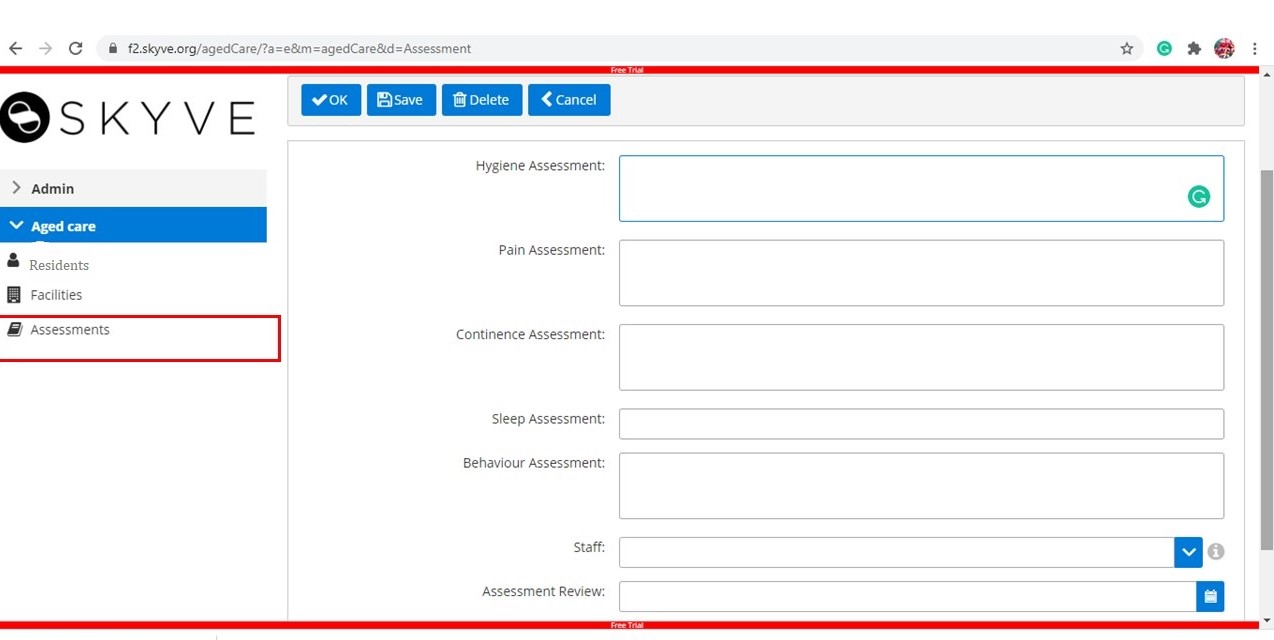 f2.skyve.org/agedCare/?a=e&m=agedCare&d=Assessment
Free Trial
SKYVE
OK Save Delete Cancel
Admin
Aged care
Residents
Facilities
Assessments
Hygiene Assessment:
Pain Assessment:
Continence Assessment:
Sleep Assessment:
Behaviour Assessment:
Staff:
Assessment Review:
Free Trial